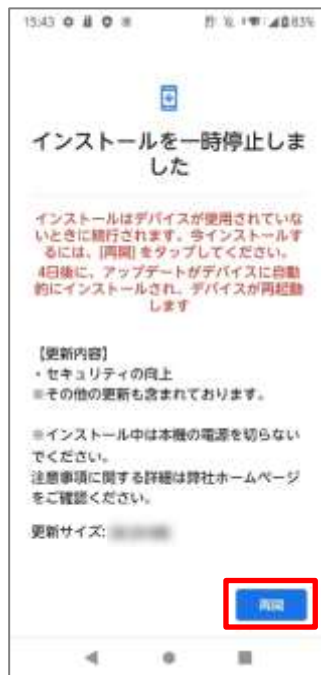 15:43
83%
インストールを一時停止しま
した
インストールはデバイスが使用されていな
いときに続行されます。今インストールす
るには、[再開] をタップしてください。
4日後に、アップデートがデバイスに自動
的にインストールされ、デバイスが再起動
します
【更新内容】
・セキュリティの向上
※その他の更新も含まれております。
※インストール中は本機の電源を切らない
でください。
注意事項に関する詳細は弊社ホームページ
をご確認ください。
更新サイズ:
再開